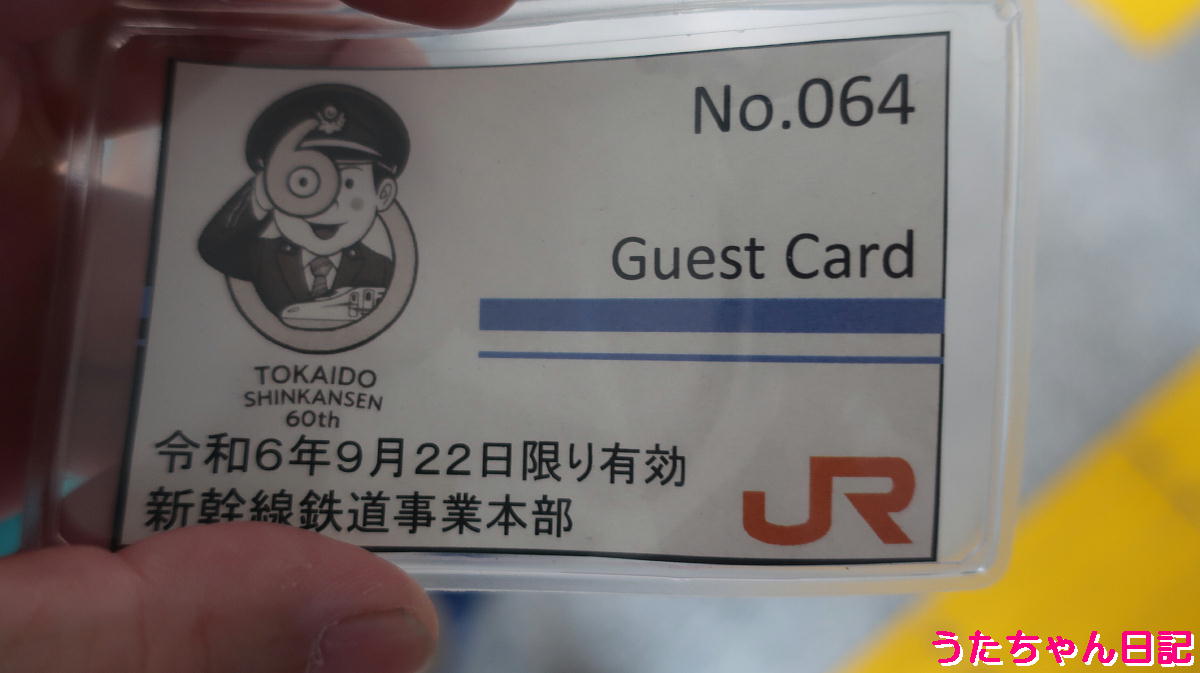 No.064
Guest Card
60
TOKAIDO
SHINKANSEN
60th
令和6年9月22日限り有効
新幹線鉄道事業本部
JR
うたちゃん日記